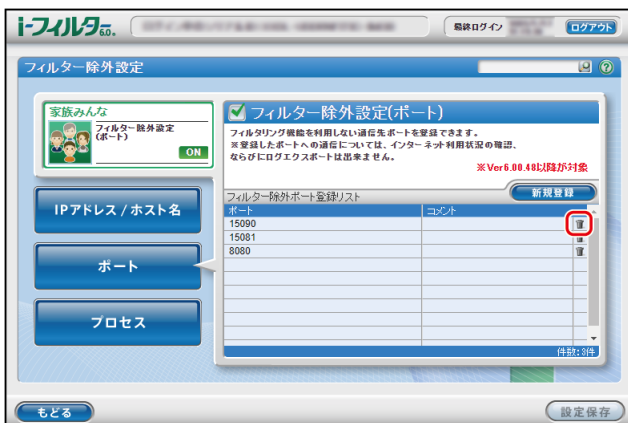 i-フィルター6.0.
最終ログイン
ログアウト
フィルター除外設定
家族みんな
フィルター除外設定
(ポート)
ON
IPアドレス / ホスト名
ポート
プロセス
フィルター除外設定(ポート)
フィルタリング機能を利用しない通信先ポートを登録できます。
※登録したポートへの通信については、インターネット利用状況の確認、
ならびにログエクスポートは出来ません。
※Ver6.00.48以降が対象
フィルター除外ポート登録リスト
新規登録
ポート
コメント
15090
15081
8080
件数:3件
もどる
設定保存